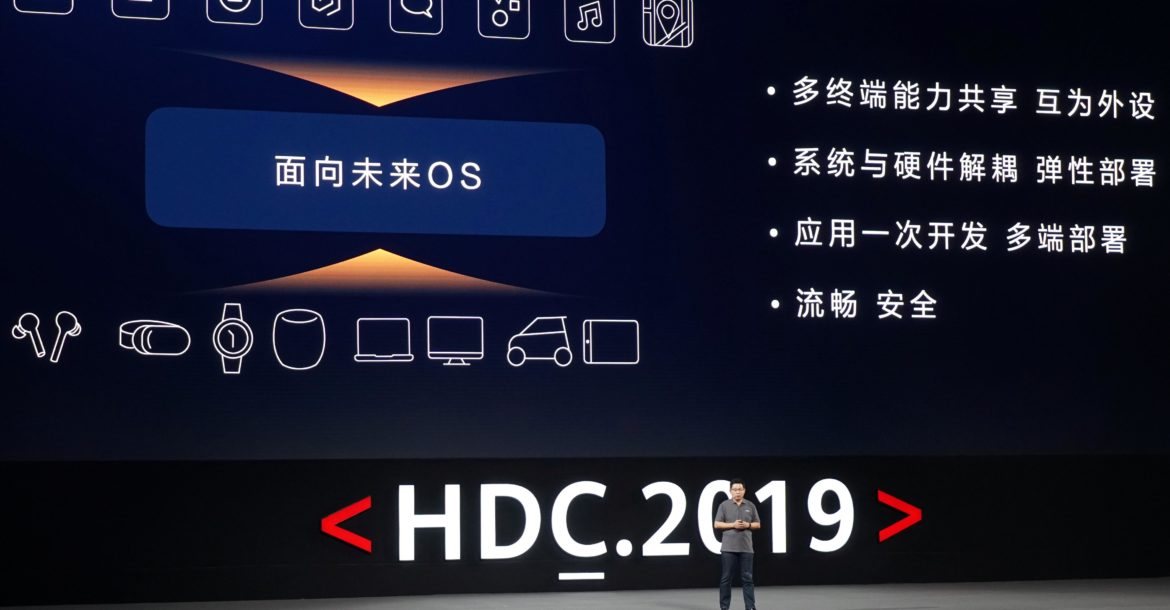 面向未来OS
• 多终端能力共享 互为外设
• 系统与硬件解耦 弹性部署
• 应用一次开发 多端部署
• 流畅 安全
<HDC.2019>